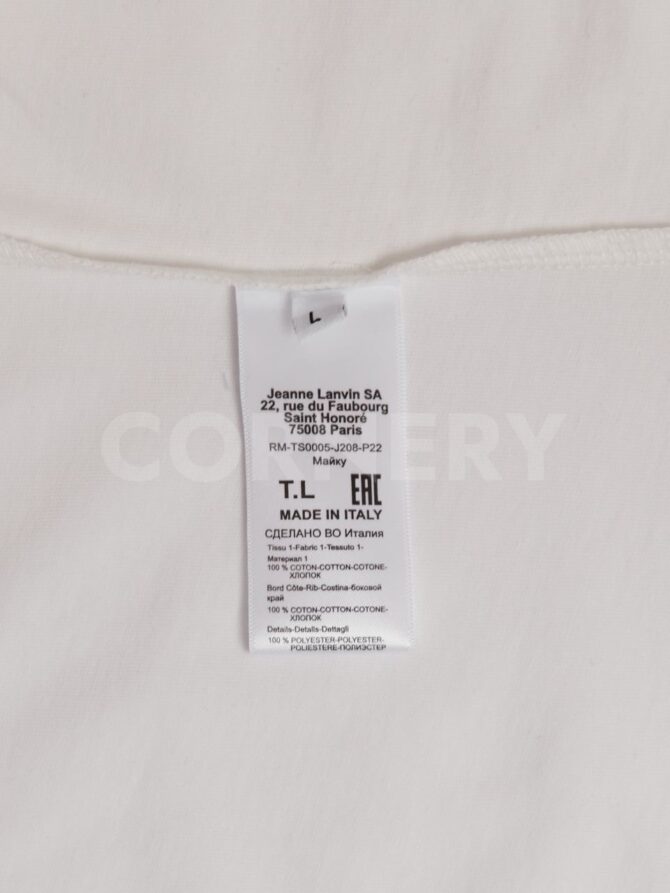 L
Jeanne Lanvin SA
22, rue du Faubourg
Saint Honoré
75008 Paris
CORNERY
RM-TS0005-J208-P22
Майку
T.L EAC
MADE IN ITALY
СДЕЛАНО ВО Италия
Tissu 1-Fabric 1-Tessuto 1-
Материал 1
100 % COTON-COTTON-COTONE-
ХЛОПОК
Bord Côte-Rib-Costina-боковой
край
100 % COTON-COTTON-COTONE-
ХЛОПОК
Details-Details-Dettagli
100 % POLYESTER-POLYESTER-
POLIESTERE-ПОЛИЭСТЕР